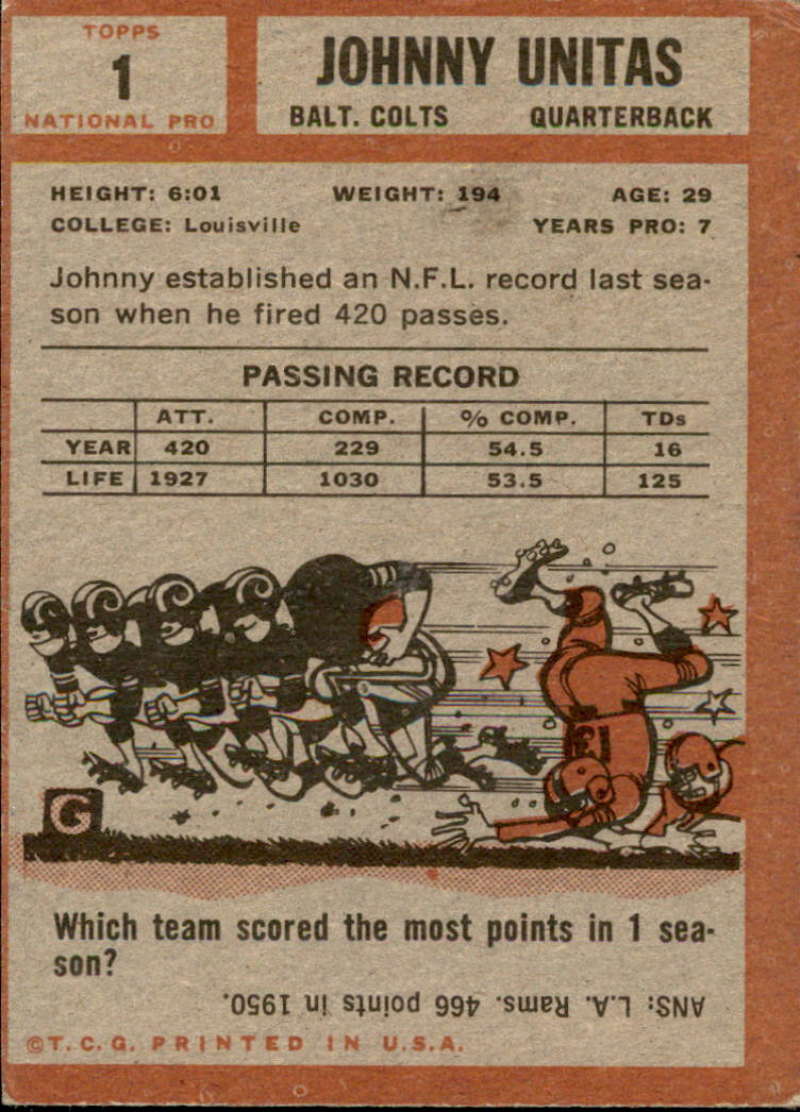 TOPPS
1
NATIONAL PRO
JOHNNY UNITAS
BALT. COLTS QUARTERBACK
HEIGHT: 6:01 WEIGHT: 194 AGE: 29
COLLEGE: Louisville YEARS PRO: 7
Johnny established an N.F.L. record last sea-
son when he fired 420 passes.
PASSING RECORD
ATT. COMP. % COMP. TDs
YEAR 420 229 54.5 16
LIFE 1927 1030 53.5 125
13
G
Which team scored the most points in 1 sea-
son?
ANS: L.A. Rams. 466 points in 1950.
©T.C.G. PRINTED IN U.S.A.